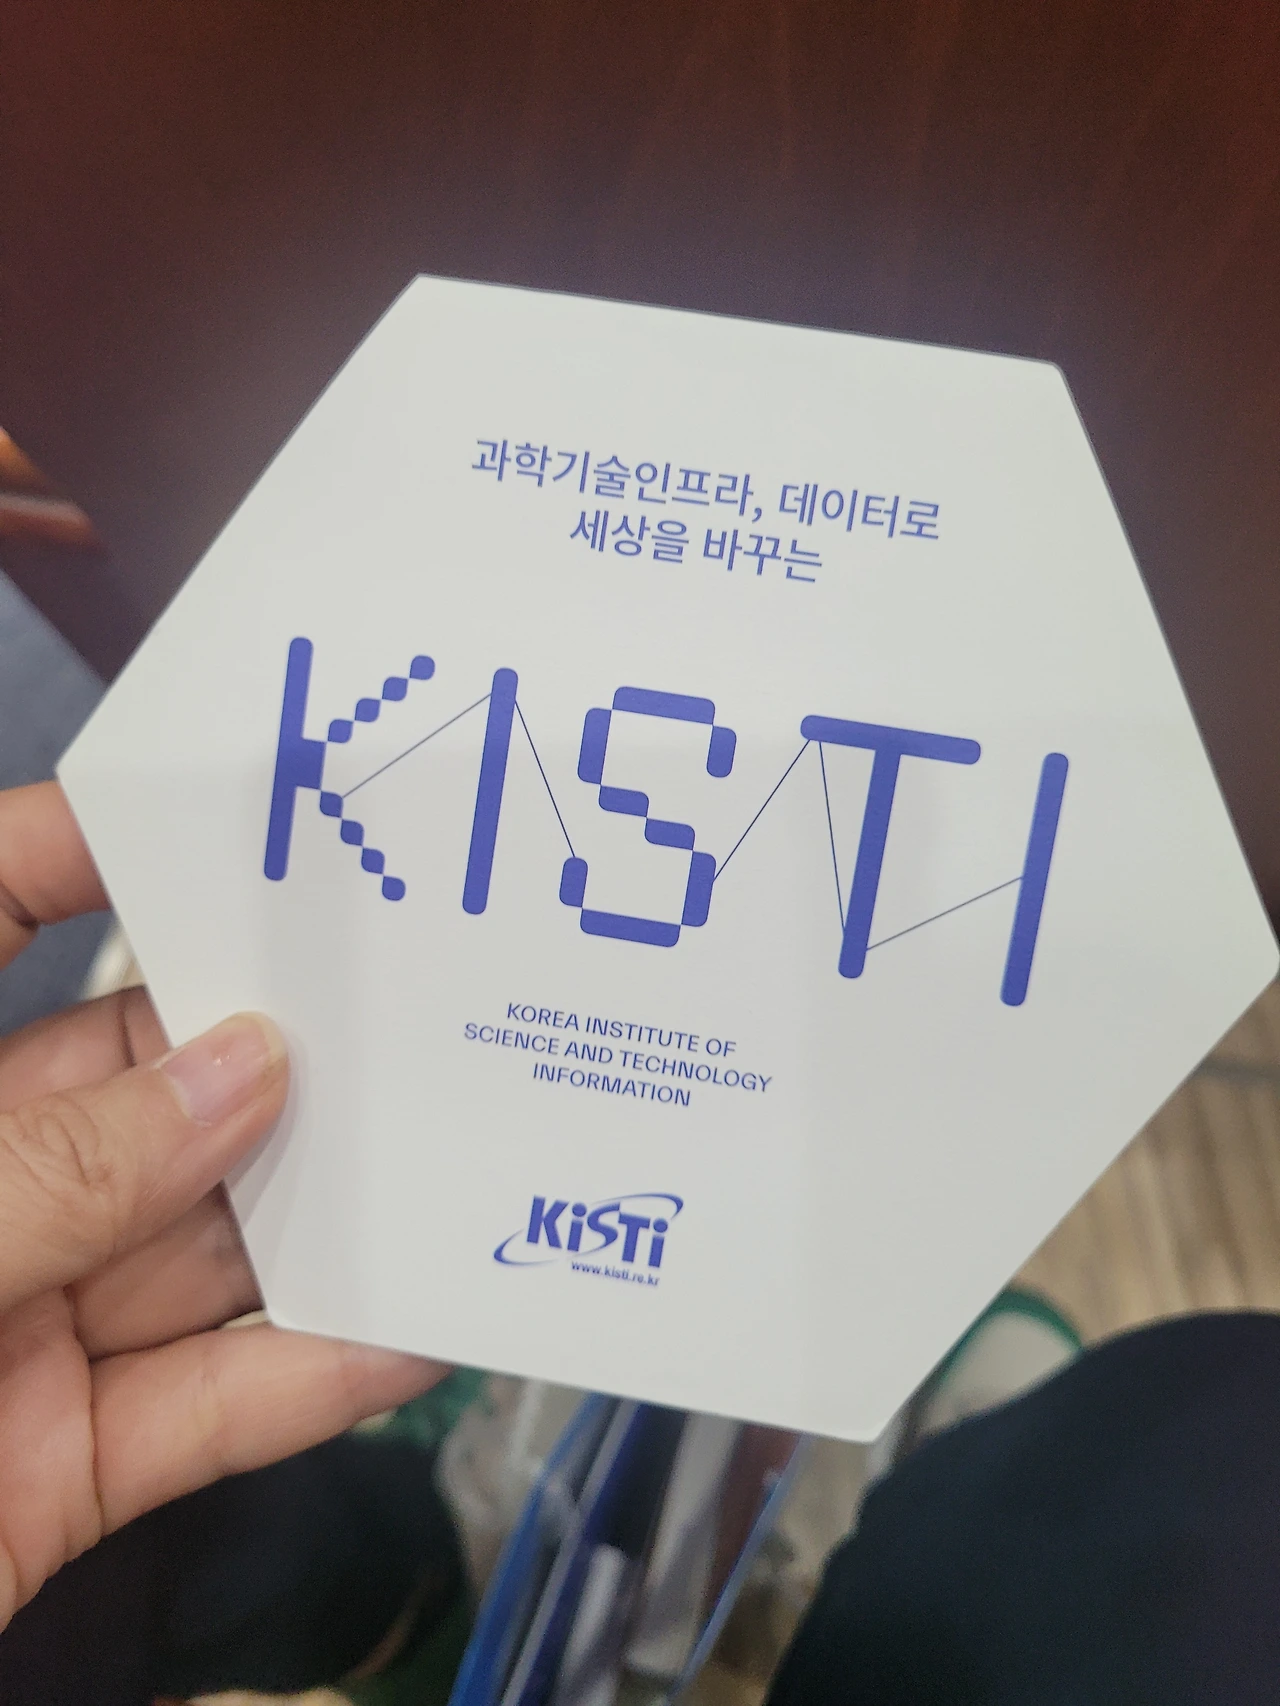 과학기술인프라, 데이터로
세상을 바꾸는
KISTI
KOREA INSTITUTE OF
SCIENCE AND TECHNOLOGY
INFORMATION
KiSTi
www.kisti.re.kr